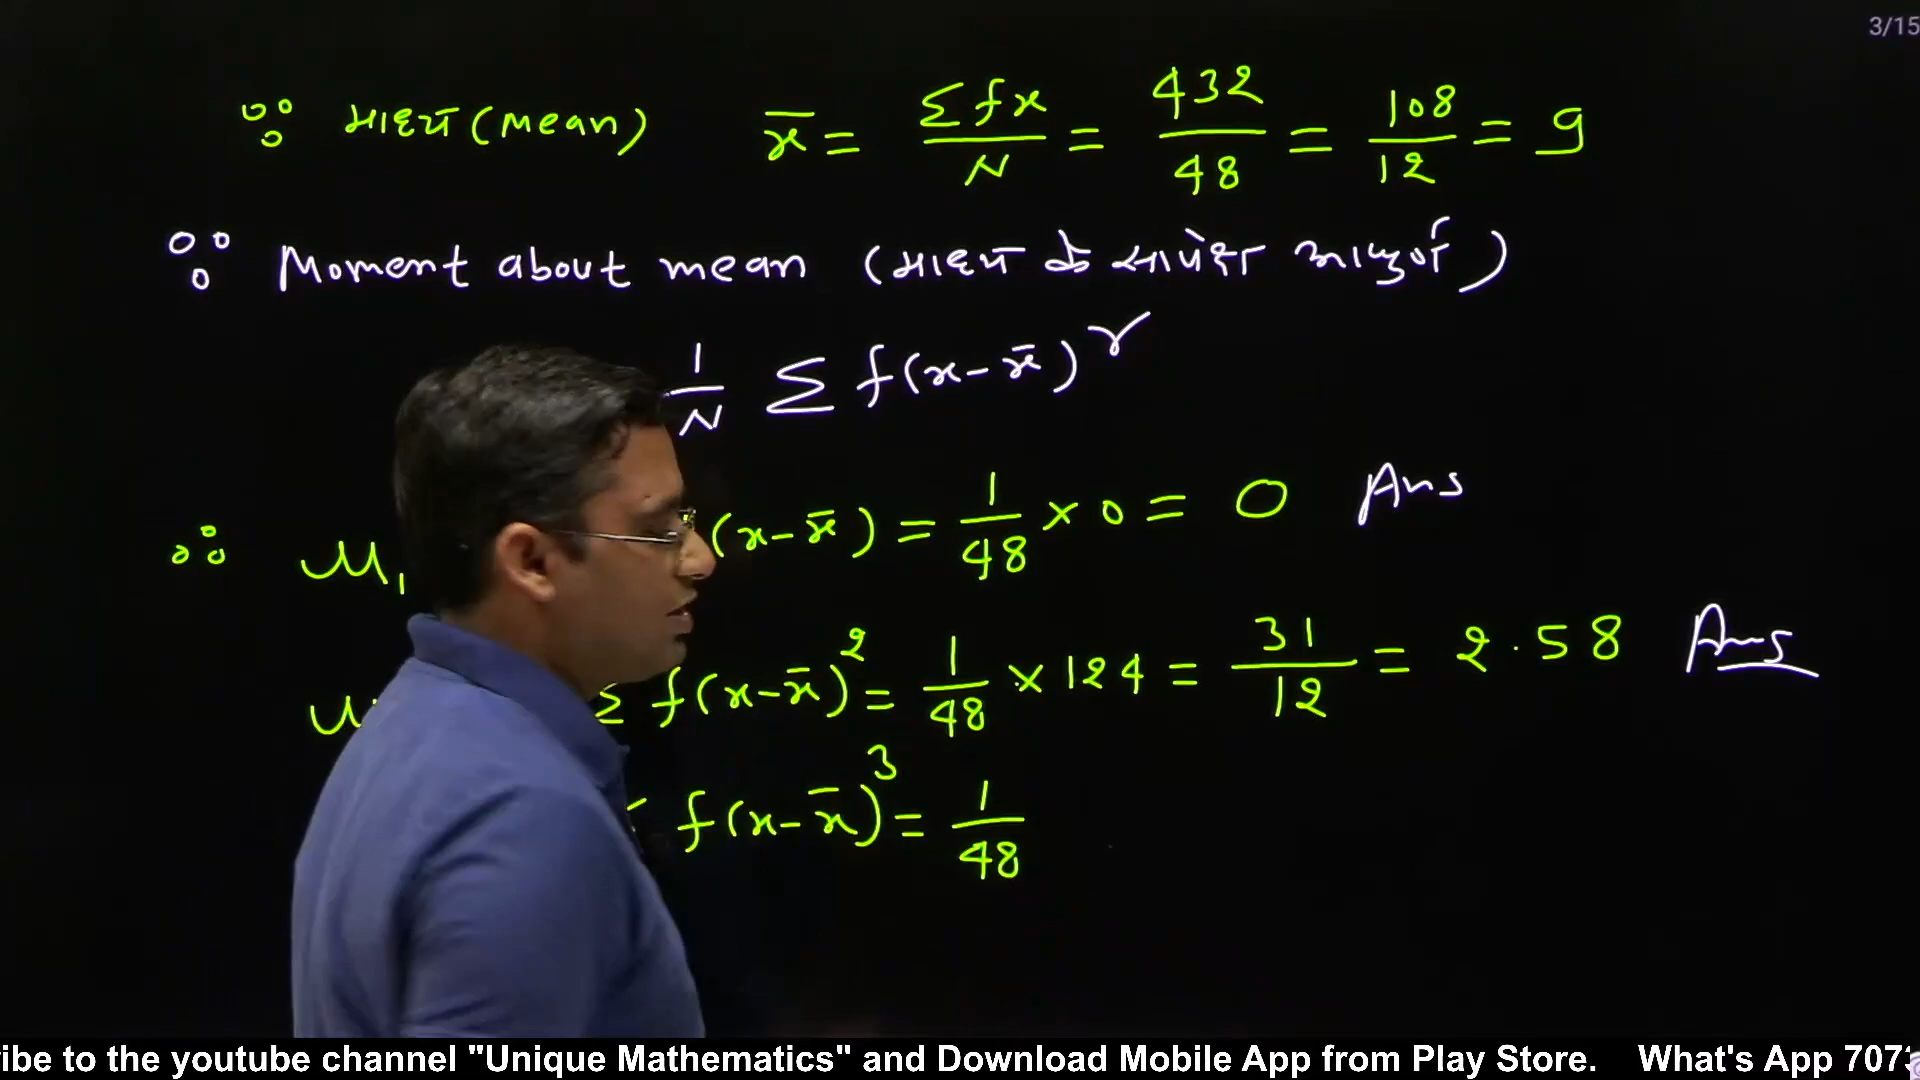 3/15
∵ माध्य (Mean) x̄ = Σfx/N = 432/48 = 108/12 = 9
∵ Moment about mean (माध्य के सापेक्ष आघूर्ण)
1/N Σ f(x-x̄)^r
∴ μ₁ (x-x̄) = 1/48 × 0 = 0 Ans
μ Σ f(x-x̄)² = 1/48 × 124 = 31/12 = 2.58 Ans
f(x-x̄)³ = 1/48
ibe to the youtube channel "Unique Mathematics" and Download Mobile App from Play Store. What's App 707